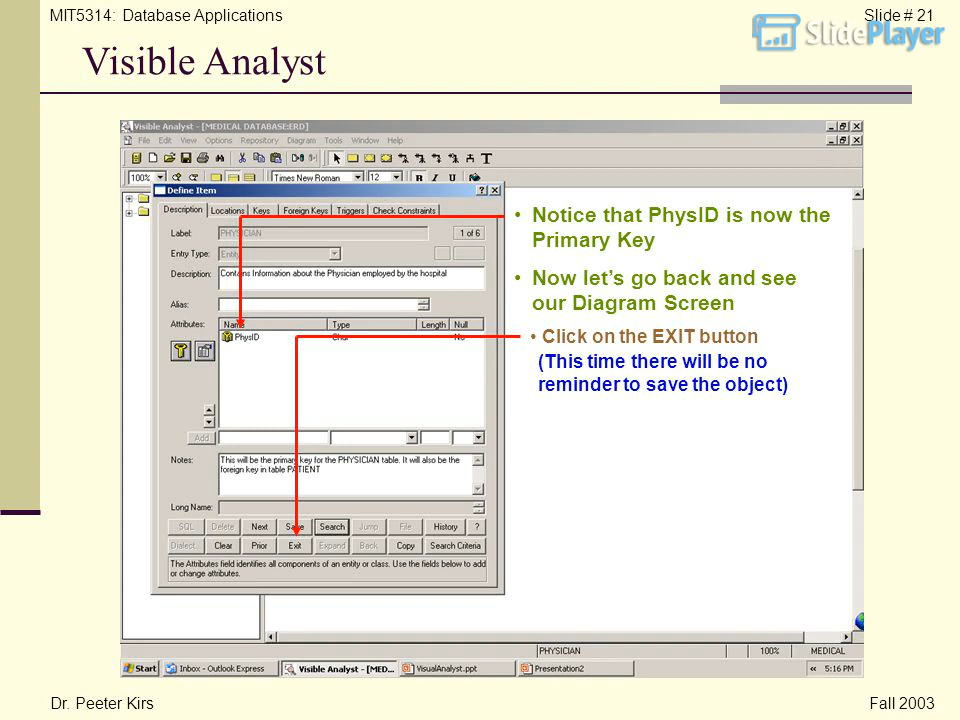 MIT5314: Database Applications
Slide # 21
SlidePlayer
Visible Analyst
Visible Analyst - [MEDICAL DATABASE:ERD]
File Edit View Options Repository Diagram Tools Window Help
100% Times New Roman 12 B I U
Define Item
Description Locations Keys Foreign Keys Triggers Check Constraints
Label: PHYSICIAN 1 of 6
Entry Type: Entity
Description: Contains Information about the Physician employed by the hospital
Alias:
Attributes: Name Type Length Null
PhysID Char No
Add
Notes: This will be the primary key for the PHYSICIAN table. It will also be the
foreign key in table PATIENT
Long Name:
SQL Delete Next Save Search Jump File History ?
Dialect.. Clear Prior Exit Expand Back Copy Search Criteria
The Attributes field identifies all components of an entity or class. Use the fields below to add
or change attributes.
• Notice that PhysID is now the
Primary Key
• Now let's go back and see
our Diagram Screen
• Click on the EXIT button
(This time there will be no
reminder to save the object)
PHYSICIAN 100% MEDICAL
Start Inbox - Outlook Express Visible Analyst - [MED... VisualAnalyst.ppt Presentation2 « 5:16 PM
Dr. Peeter Kirs
Fall 2003